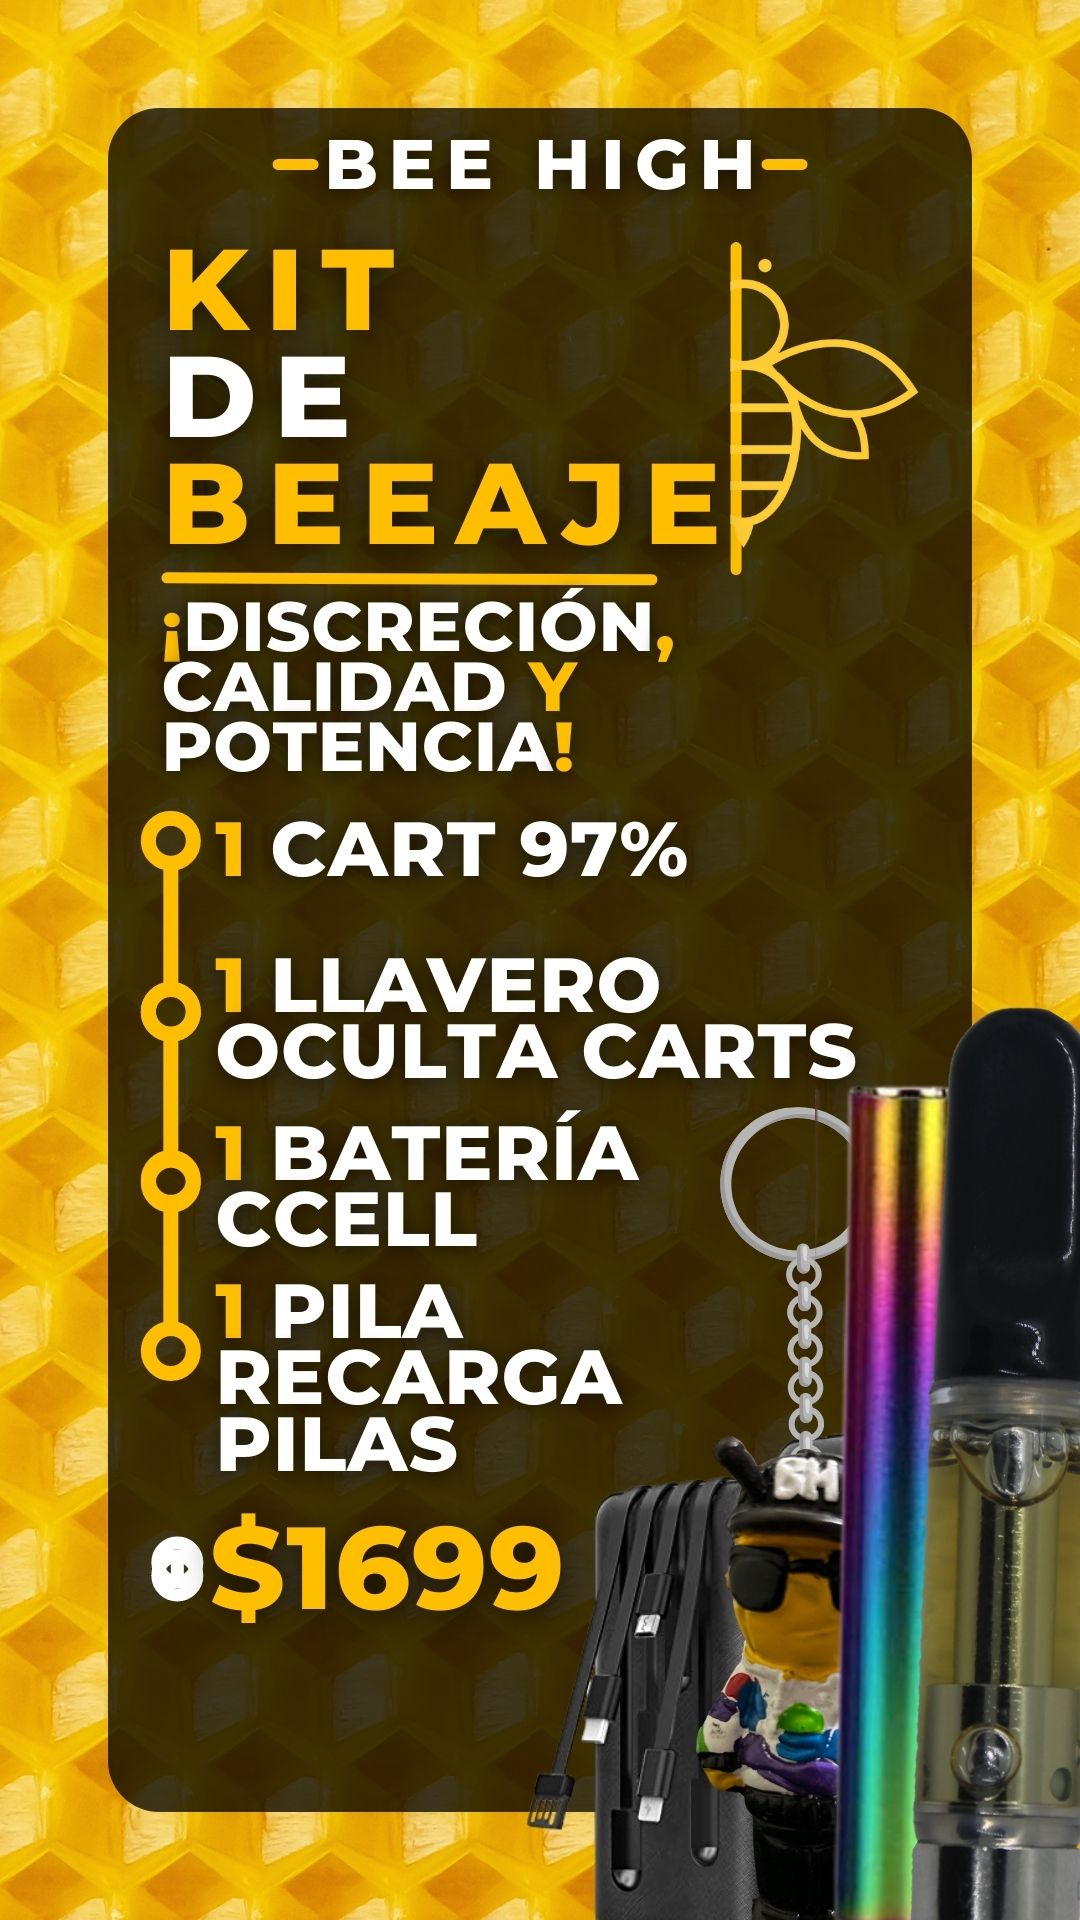 BEE HIGH
KIT
DE
BEEAJE
¡DISCRECIÓN,
CALIDAD Y
POTENCIA!
1 CART 97%
1 LLAVERO
OCULTA CARTS
1 BATERÍA
CCELL
1 PILA
RECARGA
PILAS
$1699
BH